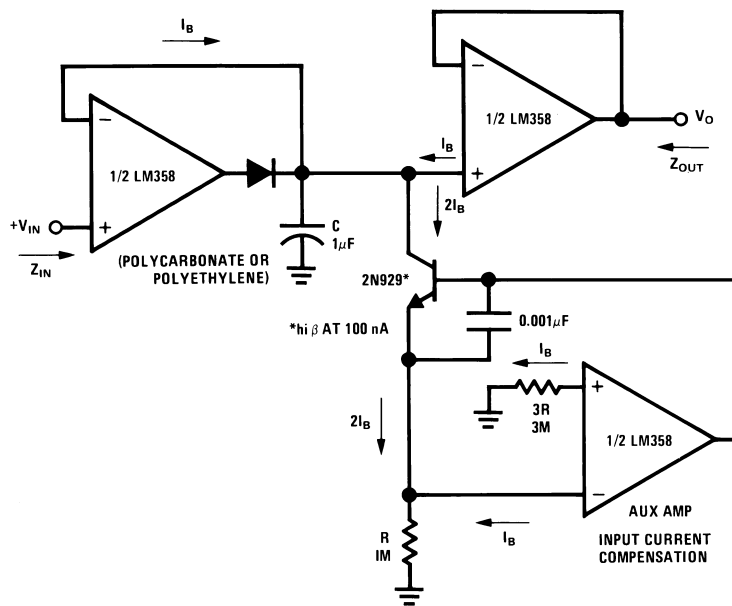 I_B
−
1/2 LM358
+
+V_IN
Z_IN
C
1μF
(POLYCARBONATE OR
POLYETHYLENE)
−
1/2 LM358
+
V_O
Z_OUT
I_B
2I_B
2N929*
*hi β AT 100 nA
0.001μF
I_B
3R
3M
+
1/2 LM358
−
2I_B
I_B
AUX AMP
INPUT CURRENT
COMPENSATION
R
IM